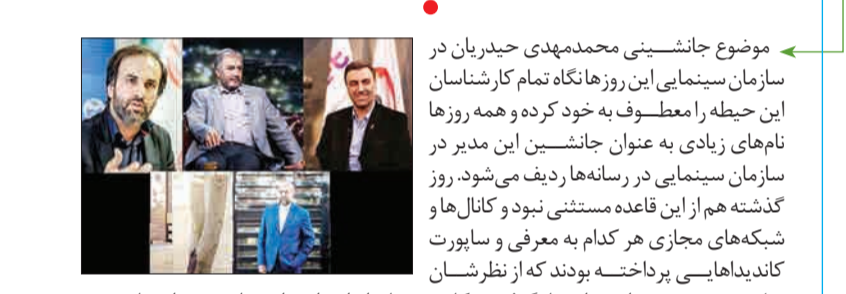 موضوع جانشینی محمدمهدی حیدریان در
سازمان سینمایی این روزها نگاه تمام کارشناسان
این حیطه را معطوف به خود کرده و همه روزها
نام‌های زیادی به عنوان جانشین این مدیر در
سازمان سینمایی در رسانه‌ها ردیف می‌شود. روز
گذشته هم از این قاعده مستثنی نبود و کانال‌ها و
شبکه‌های مجازی هر کدام به معرفی و ساپورت
کاندیداهایی پرداخته بودند که از نظرشان